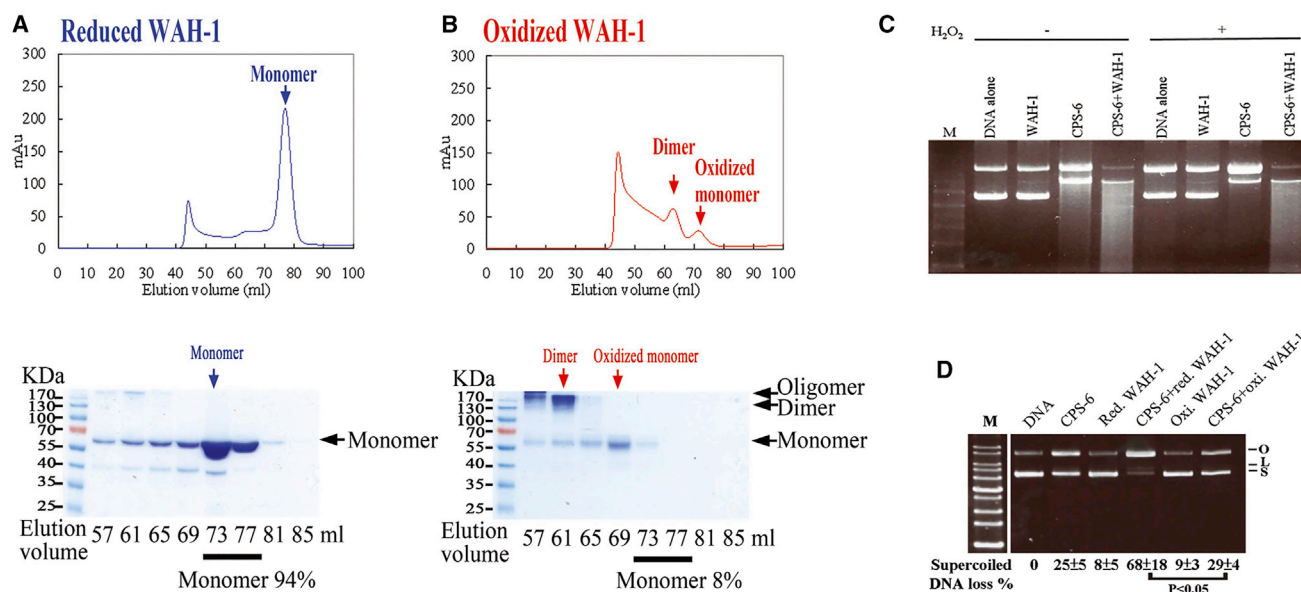 A
Reduced WAH-1
300
250
200
150
100
50
0
mAu
Monomer
0 10 20 30 40 50 60 70 80 90 100
Elution volume (ml)
Monomer
KDa
170
130
100
70
55
40
35
25
Monomer
Elution volume
57 61 65 69 73 77 81 85 ml
Monomer 94%
B
Oxidized WAH-1
300
250
200
150
100
50
0
mAu
Dimer
Oxidized
monomer
0 10 20 30 40 50 60 70 80 90 100
Elution volume (ml)
Dimer Oxidized monomer
KDa
170
130
100
70
55
40
35
25
Oligomer
Dimer
Monomer
Elution volume
57 61 65 69 73 77 81 85 ml
Monomer 8%
C
H2O2 - +
M DNA alone WAH-1 CPS-6 CPS-6+WAH-1 DNA alone WAH-1 CPS-6 CPS-6+WAH-1
D
M DNA CPS-6 Red. WAH-1 CPS-6+red. WAH-1 Oxi. WAH-1 CPS-6+oxi. WAH-1
O
L
S
Supercoiled
DNA loss % 0 25±5 8±5 68±18 9±3 29±4
P<0.05